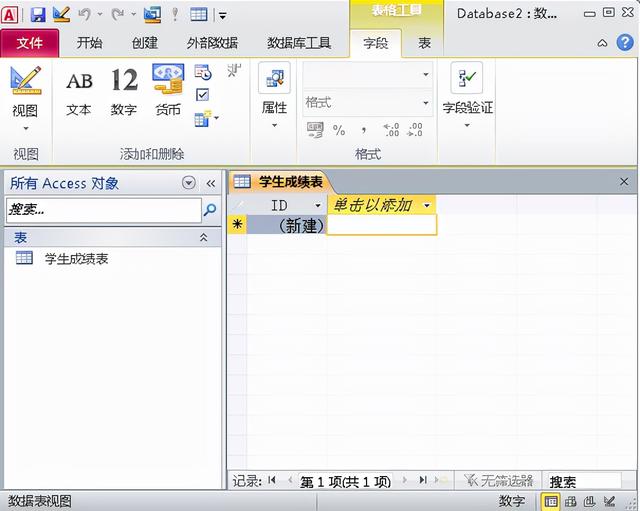 表格工具
Database2 : 数...
文件 开始 创建 外部数据 数据库工具 字段 表
AB 12
视图 文本 数字 货币 属性 格式 字段验证
% , ←.0 .00 .00 →.0
视图 添加和删除 格式
所有 Access 对象 «
学生成绩表
搜索...
ID 单击以添加
表
* (新建)
学生成绩表
记录: 第 1 项(共 1 项) 无筛选器 搜索
数据表视图 数字